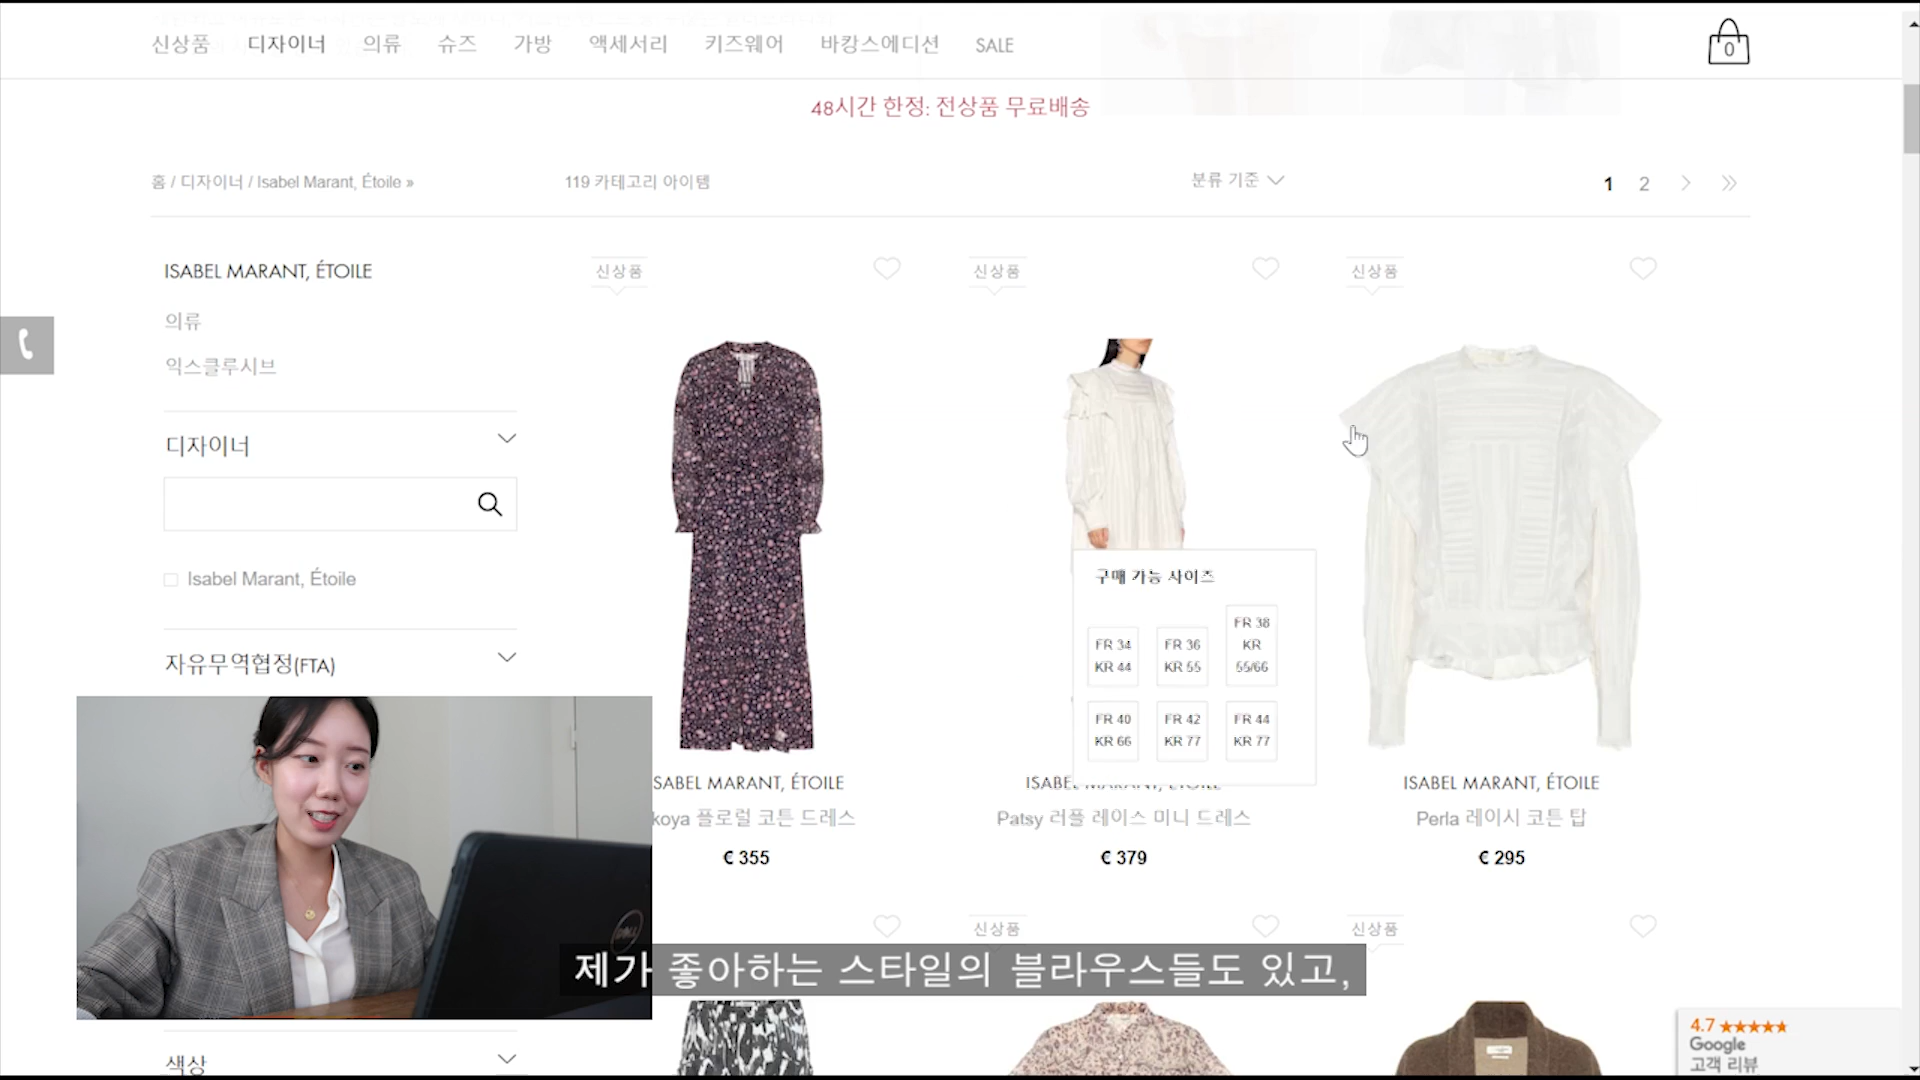 신상품 디자이너 의류 슈즈 가방 액세서리 키즈웨어 바캉스에디션 SALE
0
48시간 한정: 전상품 무료배송
홈 / 디자이너 / Isabel Marant, Étoile »
119 카테고리 아이템
분류 기준
1 2
ISABEL MARANT, ÉTOILE
의류
익스클루시브
디자이너
Isabel Marant, Étoile
자유무역협정(FTA)
색상
신상품
신상품
신상품
구매 가능 사이즈
FR 34
KR 44
FR 36
KR 55
FR 38
KR
55/66
FR 40
KR 66
FR 42
KR 77
FR 44
KR 77
SABEL MARANT, ÉTOILE
koya 플로럴 코튼 드레스
€ 355
ISABEL MARANT, ÉTOILE
Patsy 러플 레이스 미니 드레스
€ 379
ISABEL MARANT, ÉTOILE
Perla 레이시 코튼 탑
€ 295
신상품
신상품
DELL
제가 좋아하는 스타일의 블라우스들도 있고,
4.7
Google
고객 리뷰